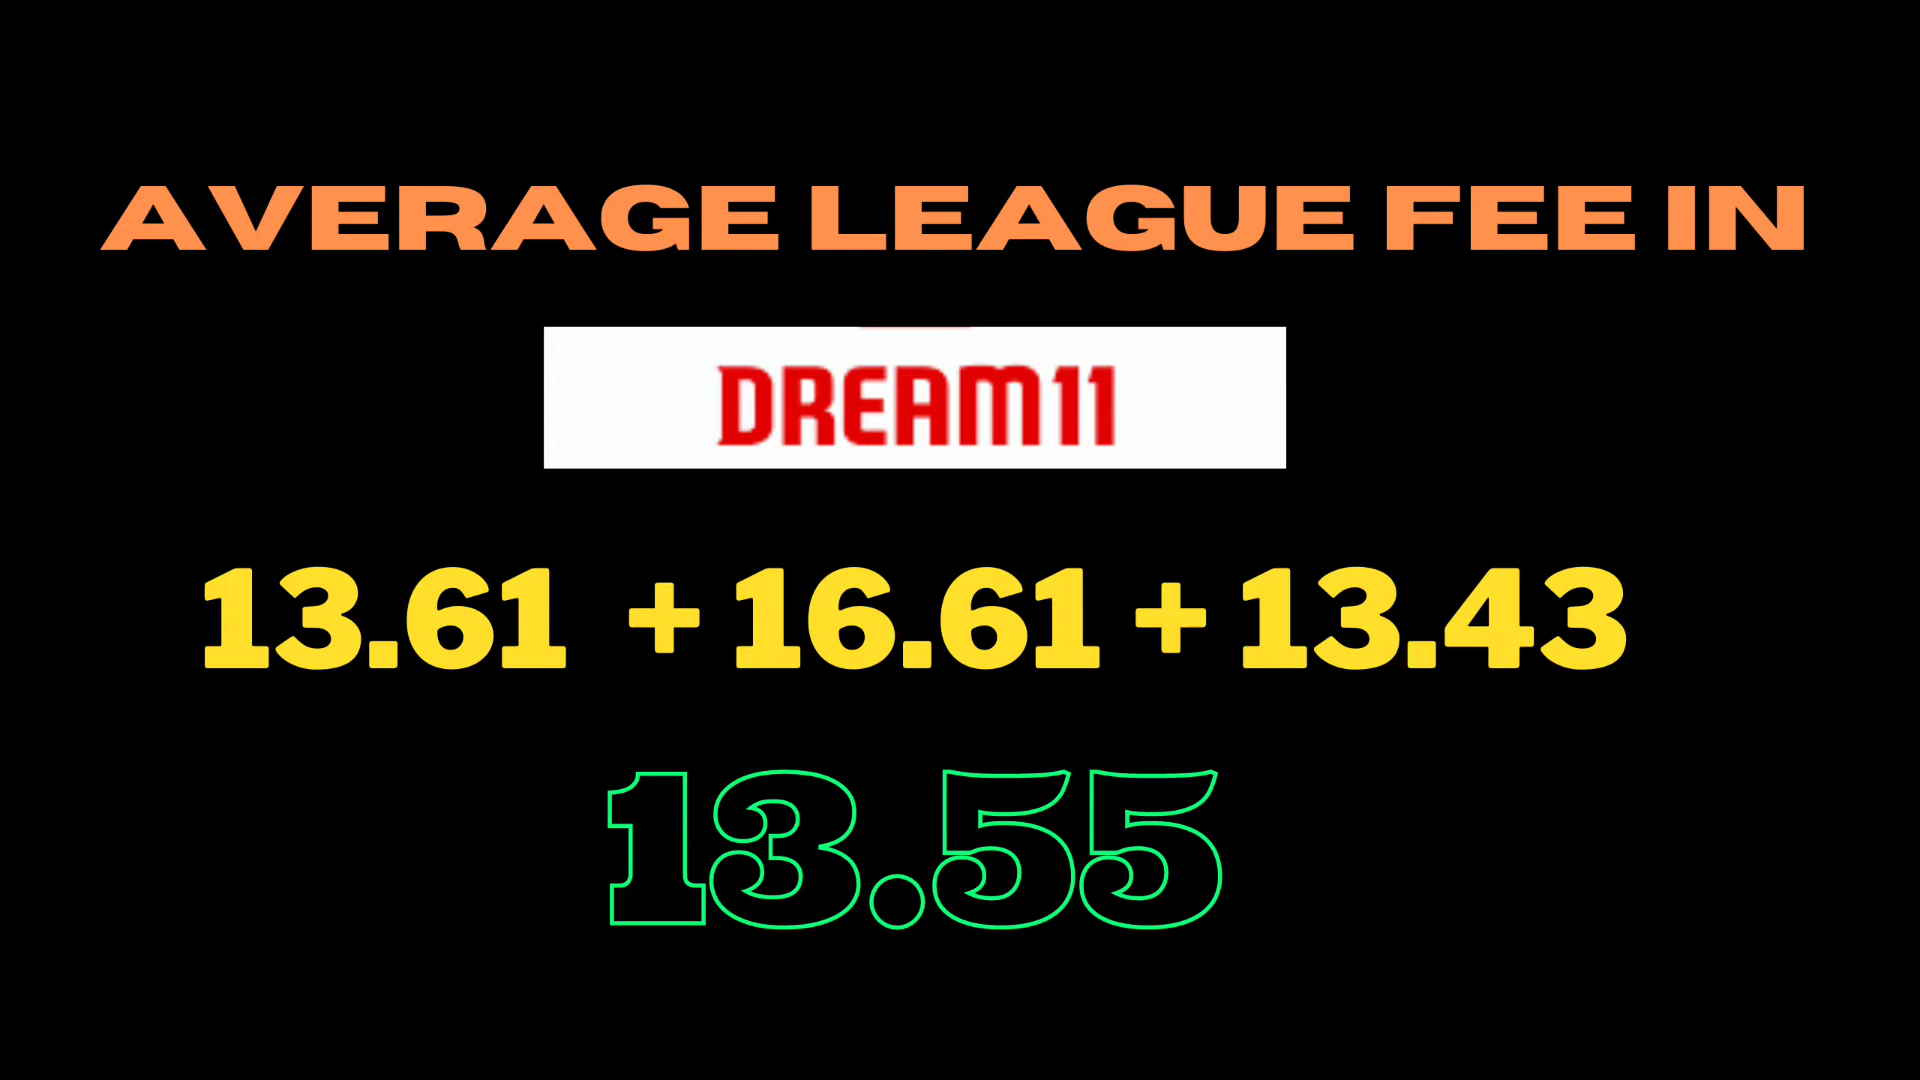 AVERAGE LEAGUE FEE IN
DREAM11
13.61 + 16.61 + 13.43
13.55